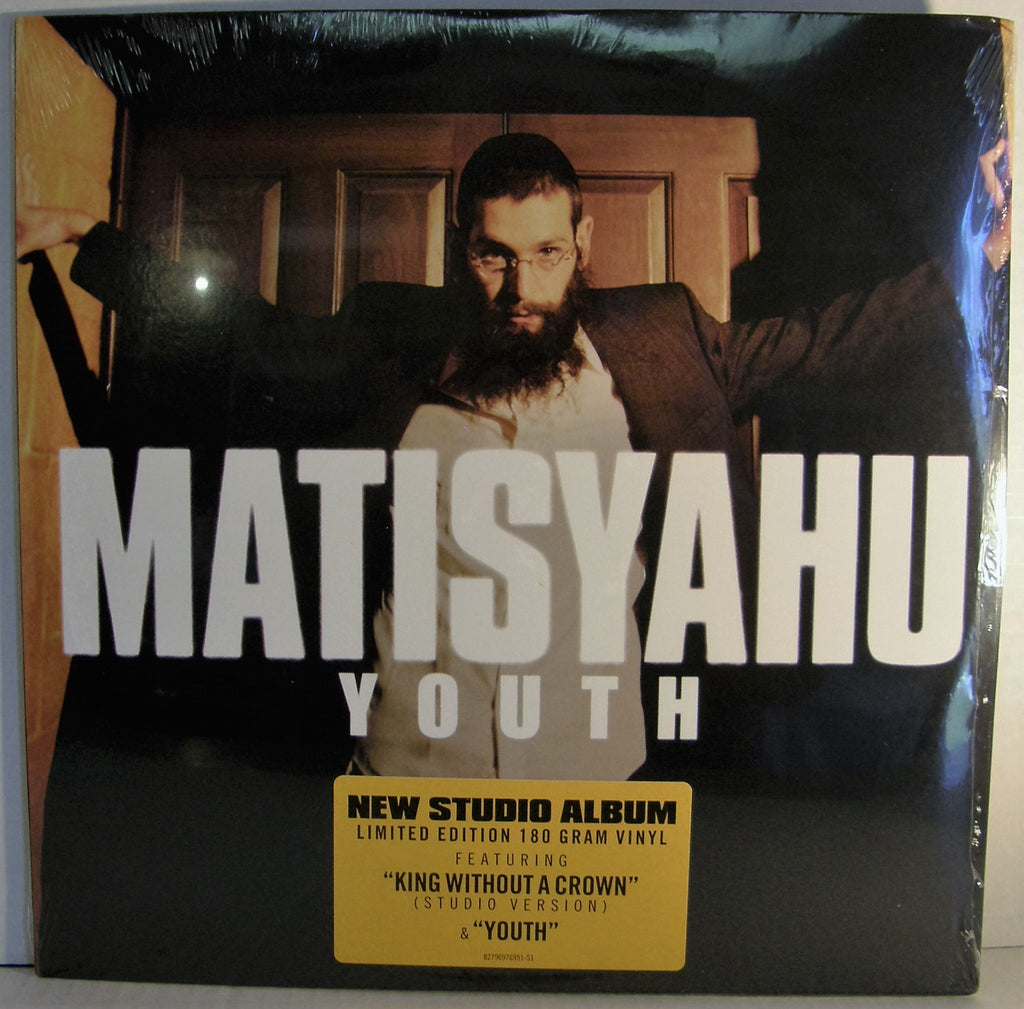 MATISYAHU
YOUTH
NEW STUDIO ALBUM
LIMITED EDITION 180 GRAM VINYL
FEATURING
“KING WITHOUT A CROWN”
(STUDIO VERSION)
& “YOUTH”
82796976951-S1